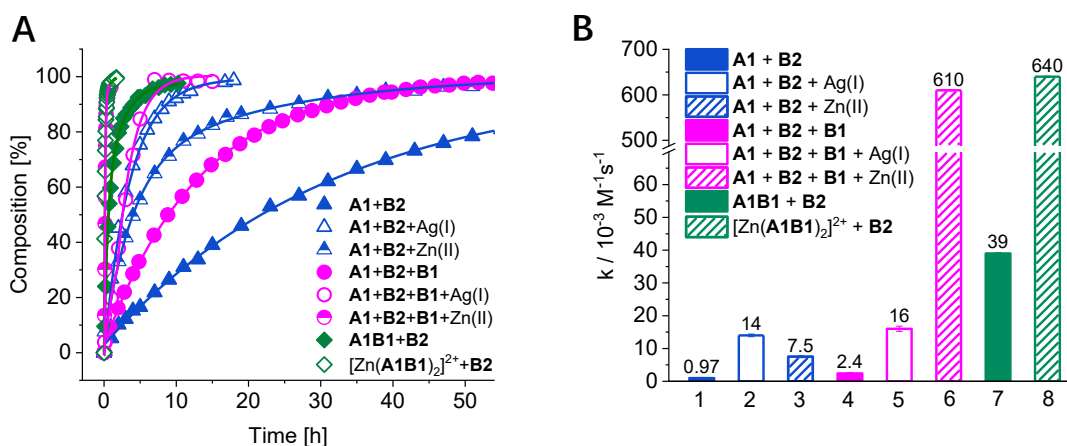 A
Composition [%]
100
80
60
40
20
0
A1+B2
A1+B2+Ag(I)
A1+B2+Zn(II)
A1+B2+B1
A1+B2+B1+Ag(I)
A1+B2+B1+Zn(II)
A1B1+B2
[Zn(A1B1)₂]²⁺+B2
0 10 20 30 40 50
Time [h]
B
k / 10⁻³ M⁻¹s⁻¹
700
600
500
60
40
30
20
10
0
A1 + B2
A1 + B2 + Ag(I)
A1 + B2 + Zn(II)
A1 + B2 + B1
A1 + B2 + B1 + Ag(I)
A1 + B2 + B1 + Zn(II)
A1B1 + B2
[Zn(A1B1)₂]²⁺ + B2
0.97 14 7.5 2.4 16 610 39 640
1 2 3 4 5 6 7 8